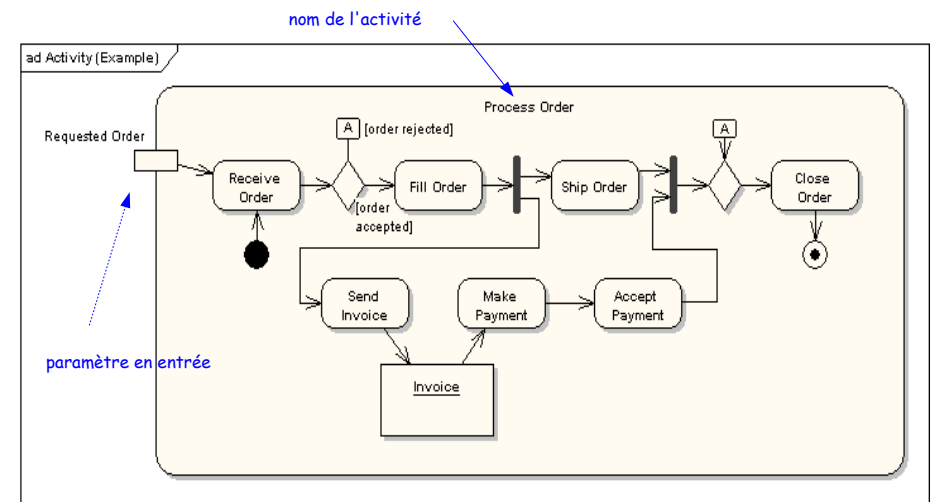 nom de l'activité
ad Activity (Example)
Process Order
Requested Order
A
[order rejected]
A
Receive
Order
Fill Order
Ship Order
Close
Order
[order
accepted]
Send
Invoice
Make
Payment
Accept
Payment
paramètre en entrée
Invoice